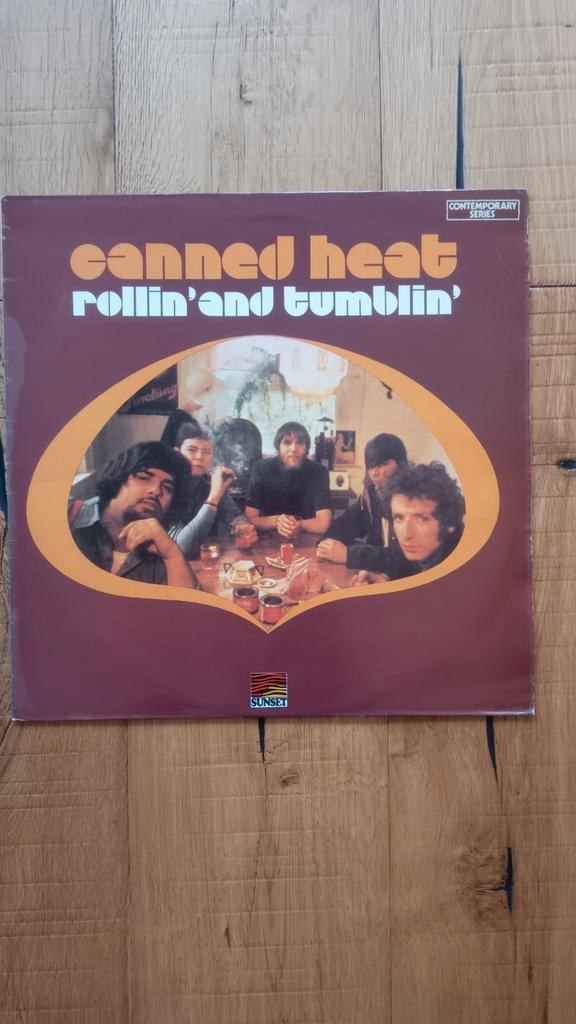 CONTEMPORARY
SERIES
canned heat
rollin' and tumblin'
SUNSET